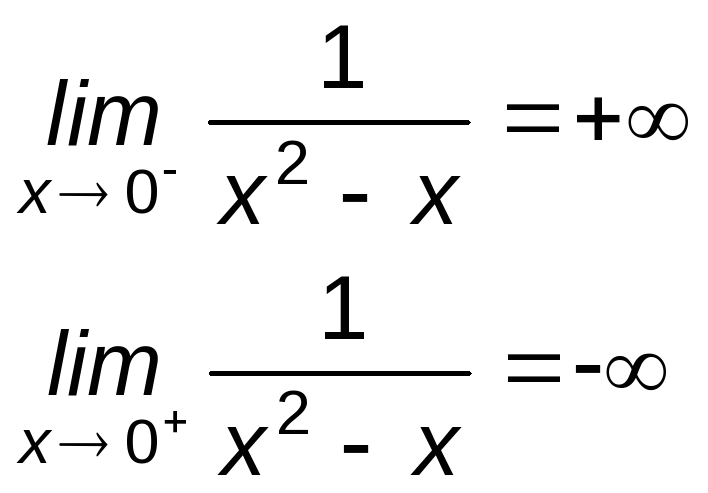 lim x→0⁻ 1/(x² - x) = +∞
lim x→0⁺ 1/(x² - x) = -∞